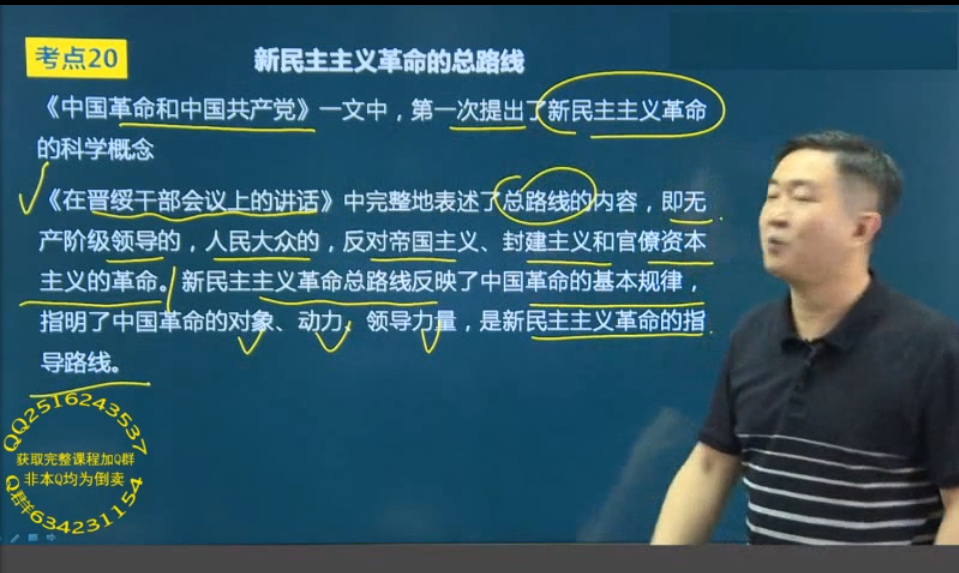 考点20
新民主主义革命的总路线
《中国革命和中国共产党》一文中，第一次提出了新民主主义革命
的科学概念
《在晋绥干部会议上的讲话》中完整地表述了总路线的内容，即无
产阶级领导的，人民大众的，反对帝国主义、封建主义和官僚资本
主义的革命。新民主主义革命总路线反映了中国革命的基本规律，
指明了中国革命的对象、动力、领导力量，是新民主主义革命的指
导路线。
QQ2516243537
获取完整课程加Q群
非本Q均为倒卖
Q群634231154